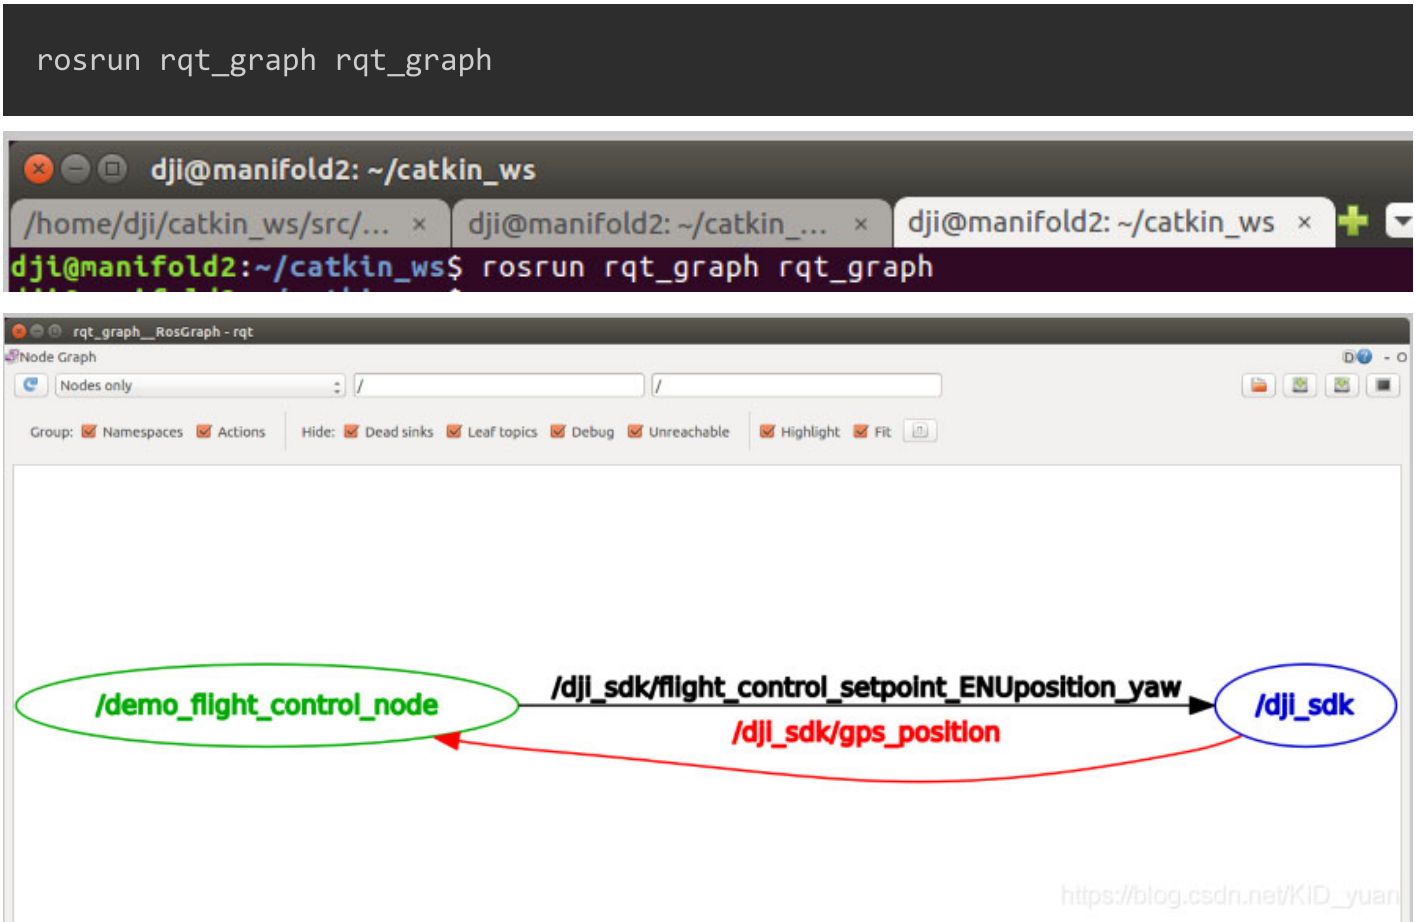 rosrun rqt_graph rqt_graph
dji@manifold2: ~/catkin_ws
/home/dji/catkin_ws/src/... × dji@manifold2: ~/catkin_... × dji@manifold2: ~/catkin_ws ×
dji@manifold2:~/catkin_ws$ rosrun rqt_graph rqt_graph
rqt_graph__RosGraph - rqt
Node Graph D? - O
Nodes only / /
Group: Namespaces Actions Hide: Dead sinks Leaf topics Debug Unreachable Highlight Fit
/dji_sdk/flight_control_setpoint_ENUposition_yaw
/demo_flight_control_node /dji_sdk
/dji_sdk/gps_position
https://blog.csdn.net/KID_yuan